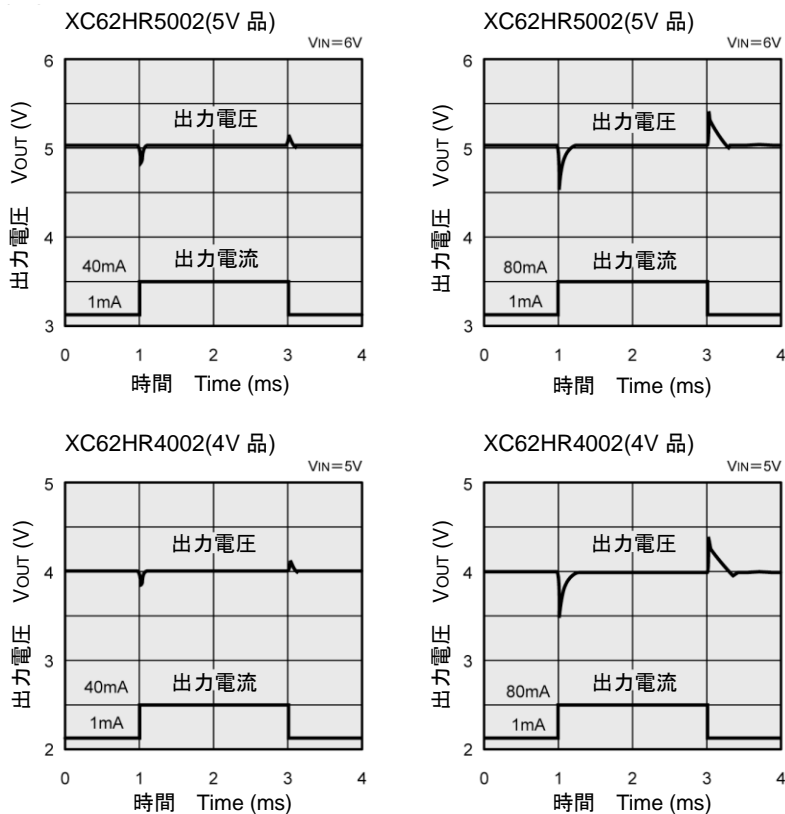 XC62HR5002(5V 品)
VIN=6V
出力電圧 VOUT (V)
6
5
4
3
出力電圧
出力電流
40mA
1mA
0 1 2 3 4
時間 Time (ms)
XC62HR5002(5V 品)
VIN=6V
出力電圧 VOUT (V)
6
5
4
3
出力電圧
出力電流
80mA
1mA
0 1 2 3 4
時間 Time (ms)
XC62HR4002(4V 品)
VIN=5V
出力電圧 VOUT (V)
5
4
3
2
出力電圧
出力電流
40mA
1mA
0 1 2 3 4
時間 Time (ms)
XC62HR4002(4V 品)
VIN=5V
出力電圧 VOUT (V)
5
4
3
2
出力電圧
出力電流
80mA
1mA
0 1 2 3 4
時間 Time (ms)